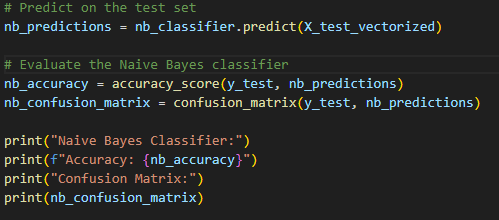 # Predict on the test set
nb_predictions = nb_classifier.predict(X_test_vectorized)
# Evaluate the Naive Bayes classifier
nb_accuracy = accuracy_score(y_test, nb_predictions)
nb_confusion_matrix = confusion_matrix(y_test, nb_predictions)
print("Naive Bayes Classifier:")
print(f"Accuracy: {nb_accuracy}")
print("Confusion Matrix:")
print(nb_confusion_matrix)